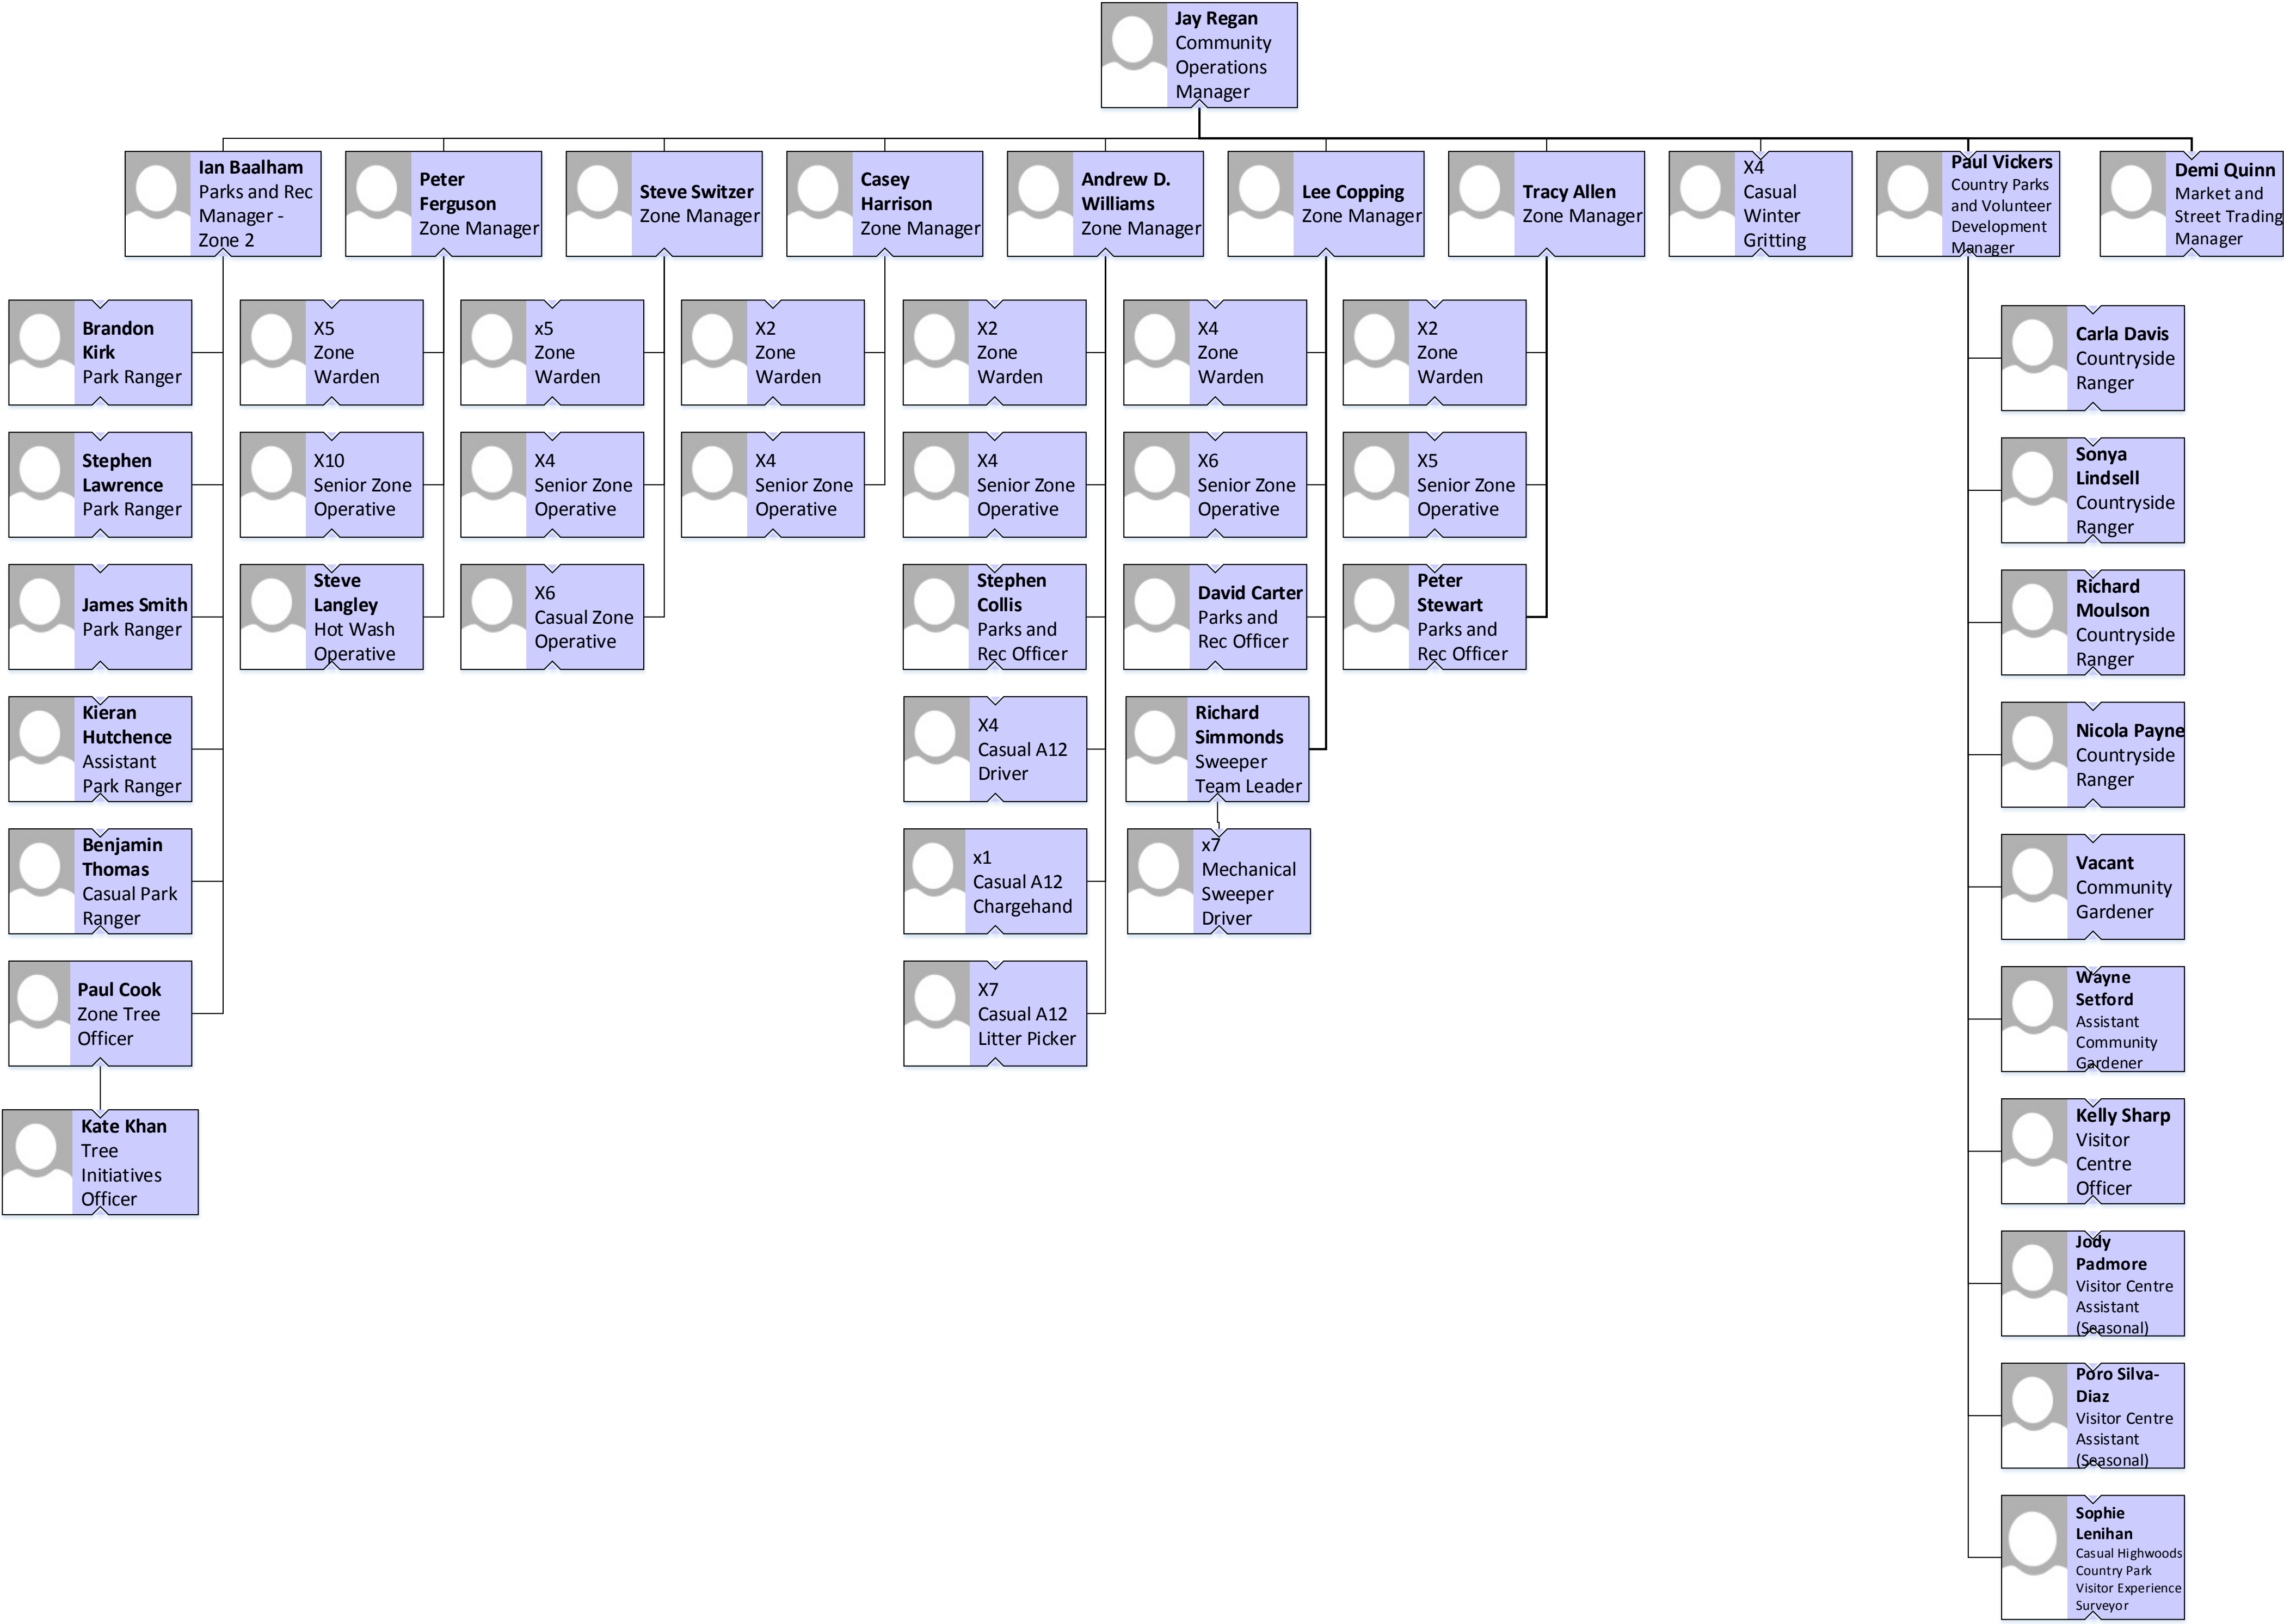 Jay Regan
Community
Operations
Manager
Ian Baalham
Parks and Rec
Manager -
Zone 2
Peter
Ferguson
Zone Manager
Steve Switzer
Zone Manager
Casey
Harrison
Zone Manager
Andrew D.
Williams
Zone Manager
Lee Copping
Zone Manager
Tracy Allen
Zone Manager
X4
Casual
Winter
Gritting
Paul Vickers
Country Parks
and Volunteer
Development
Manager
Demi Quinn
Market and
Street Trading
Manager
Brandon
Kirk
Park Ranger
Stephen
Lawrence
Park Ranger
James Smith
Park Ranger
Kieran
Hutchence
Assistant
Park Ranger
Benjamin
Thomas
Casual Park
Ranger
Paul Cook
Zone Tree
Officer
Kate Khan
Tree
Initiatives
Officer
X5
Zone
Warden
X10
Senior Zone
Operative
Steve
Langley
Hot Wash
Operative
x5
Zone
Warden
X4
Senior Zone
Operative
X6
Casual Zone
Operative
X2
Zone
Warden
X4
Senior Zone
Operative
X2
Zone
Warden
X4
Senior Zone
Operative
Stephen
Collis
Parks and
Rec Officer
X4
Casual A12
Driver
x1
Casual A12
Chargehand
X7
Casual A12
Litter Picker
X4
Zone
Warden
X6
Senior Zone
Operative
David Carter
Parks and
Rec Officer
Richard
Simmonds
Sweeper
Team Leader
x7
Mechanical
Sweeper
Driver
X2
Zone
Warden
X5
Senior Zone
Operative
Peter
Stewart
Parks and
Rec Officer
Carla Davis
Countryside
Ranger
Sonya
Lindsell
Countryside
Ranger
Richard
Moulson
Countryside
Ranger
Nicola Payne
Countryside
Ranger
Vacant
Community
Gardener
Wayne
Setford
Assistant
Community
Gardener
Kelly Sharp
Visitor
Centre
Officer
Jody
Padmore
Visitor Centre
Assistant
(Seasonal)
Poro Silva-
Diaz
Visitor Centre
Assistant
(Seasonal)
Sophie
Lenihan
Casual Highwoods
Country Park
Visitor Experience
Surveyor